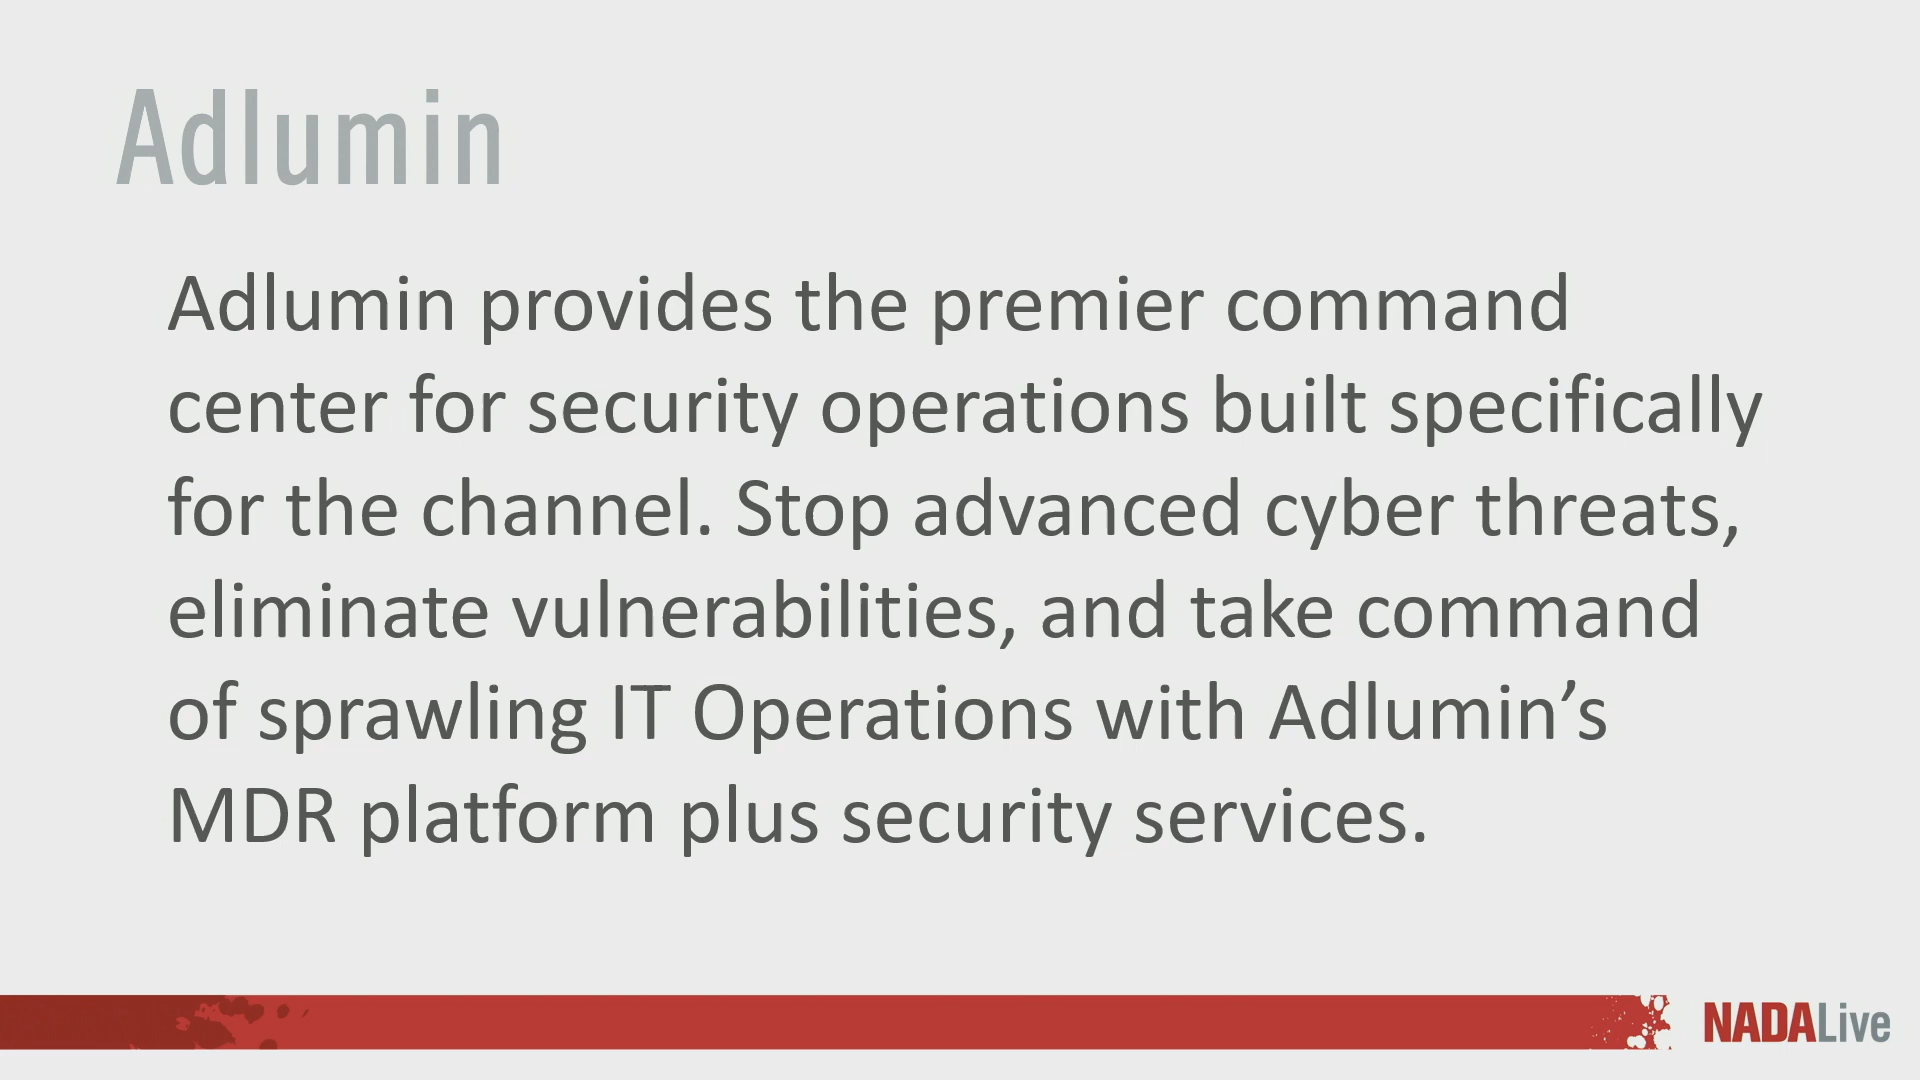 Adlumin
Adlumin provides the premier command
center for security operations built specifically
for the channel. Stop advanced cyber threats,
eliminate vulnerabilities, and take command
of sprawling IT Operations with Adlumin’s
MDR platform plus security services.
NADALive